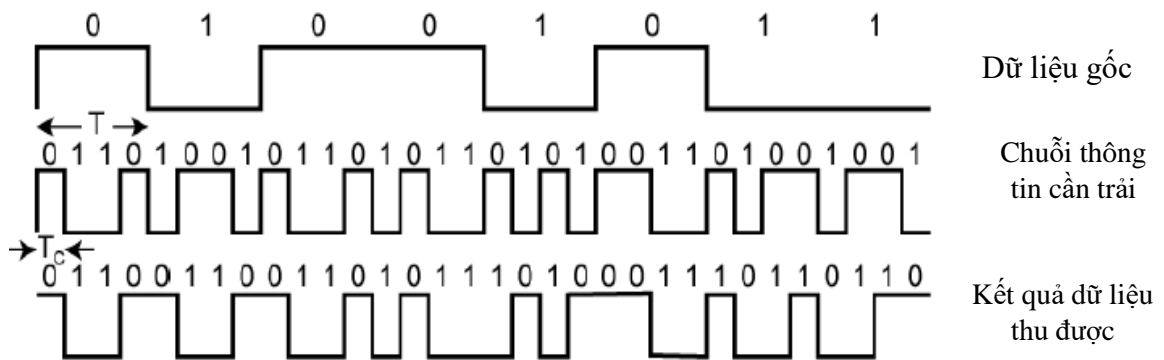 0 1 0 0 1 0 1 1
Dữ liệu gốc
T
0 1 1 0 1 0 0 1 0 1 1 0 1 0 1 1 0 1 0 1 0 0 1 1 0 1 0 0 1 0 0 1
Chuỗi thông
tin cần trải
Tc
0 1 1 0 0 1 1 0 0 1 1 0 1 0 1 1 1 0 1 0 0 0 1 1 1 0 1 1 0 1 1 0
Kết quả dữ liệu
thu được